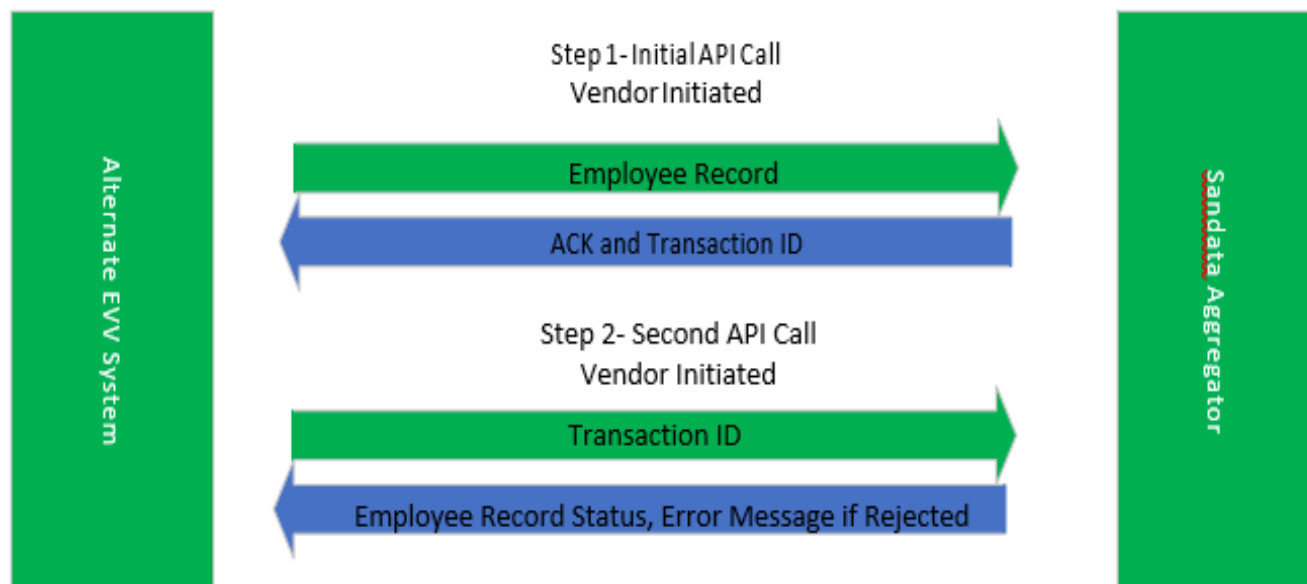 Alternate EVV System
Step 1- Initial API Call
Vendor Initiated
Employee Record
ACK and Transaction ID
Step 2- Second API Call
Vendor Initiated
Transaction ID
Employee Record Status, Error Message if Rejected
Sandata Aggregator